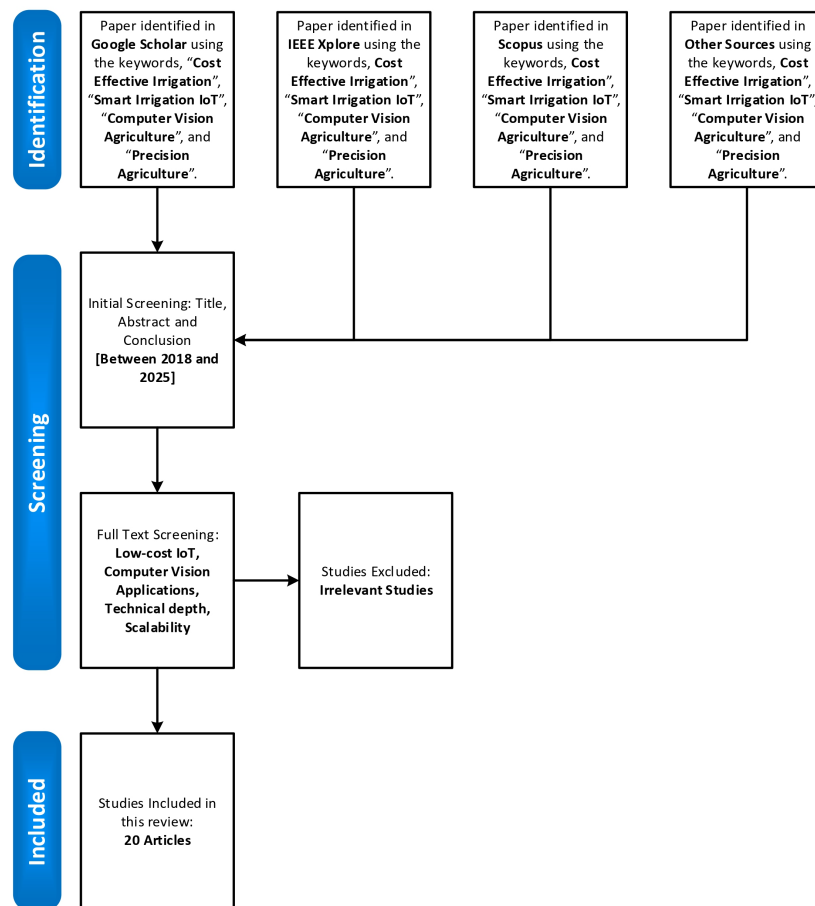 Identification
Paper identified in
Google Scholar using
the keywords, “Cost
Effective Irrigation”,
“Smart Irrigation IoT”,
“Computer Vision
Agriculture”, and
“Precision
Agriculture”.
Paper identified in
IEEE Xplore using the
keywords, Cost
Effective Irrigation”,
“Smart Irrigation IoT”,
“Computer Vision
Agriculture”, and
“Precision
Agriculture”.
Paper identified in
Scopus using the
keywords, Cost
Effective Irrigation”,
“Smart Irrigation IoT”,
“Computer Vision
Agriculture”, and
“Precision
Agriculture”.
Paper identified in
Other Sources using
the keywords, Cost
Effective Irrigation”,
“Smart Irrigation IoT”,
“Computer Vision
Agriculture”, and
“Precision
Agriculture”.
Screening
Initial Screening: Title,
Abstract and
Conclusion
[Between 2018 and
2025]
Full Text Screening:
Low-cost IoT,
Computer Vision
Applications,
Technical depth,
Scalability
Studies Excluded:
Irrelevant Studies
Included
Studies Included in
this review:
20 Articles